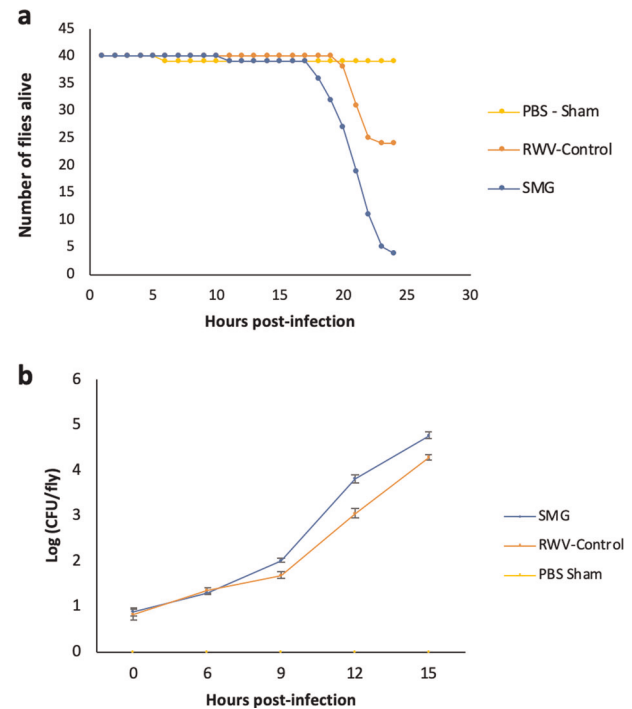 a
45
40
35
30
25
20
15
10
5
0
Number of flies alive
0 5 10 15 20 25 30
Hours post-infection
PBS - Sham
RWV-Control
SMG
b
6
5
4
3
2
1
0
Log (CFU/fly)
0 6 9 12 15
Hours post-infection
SMG
RWV-Control
PBS Sham